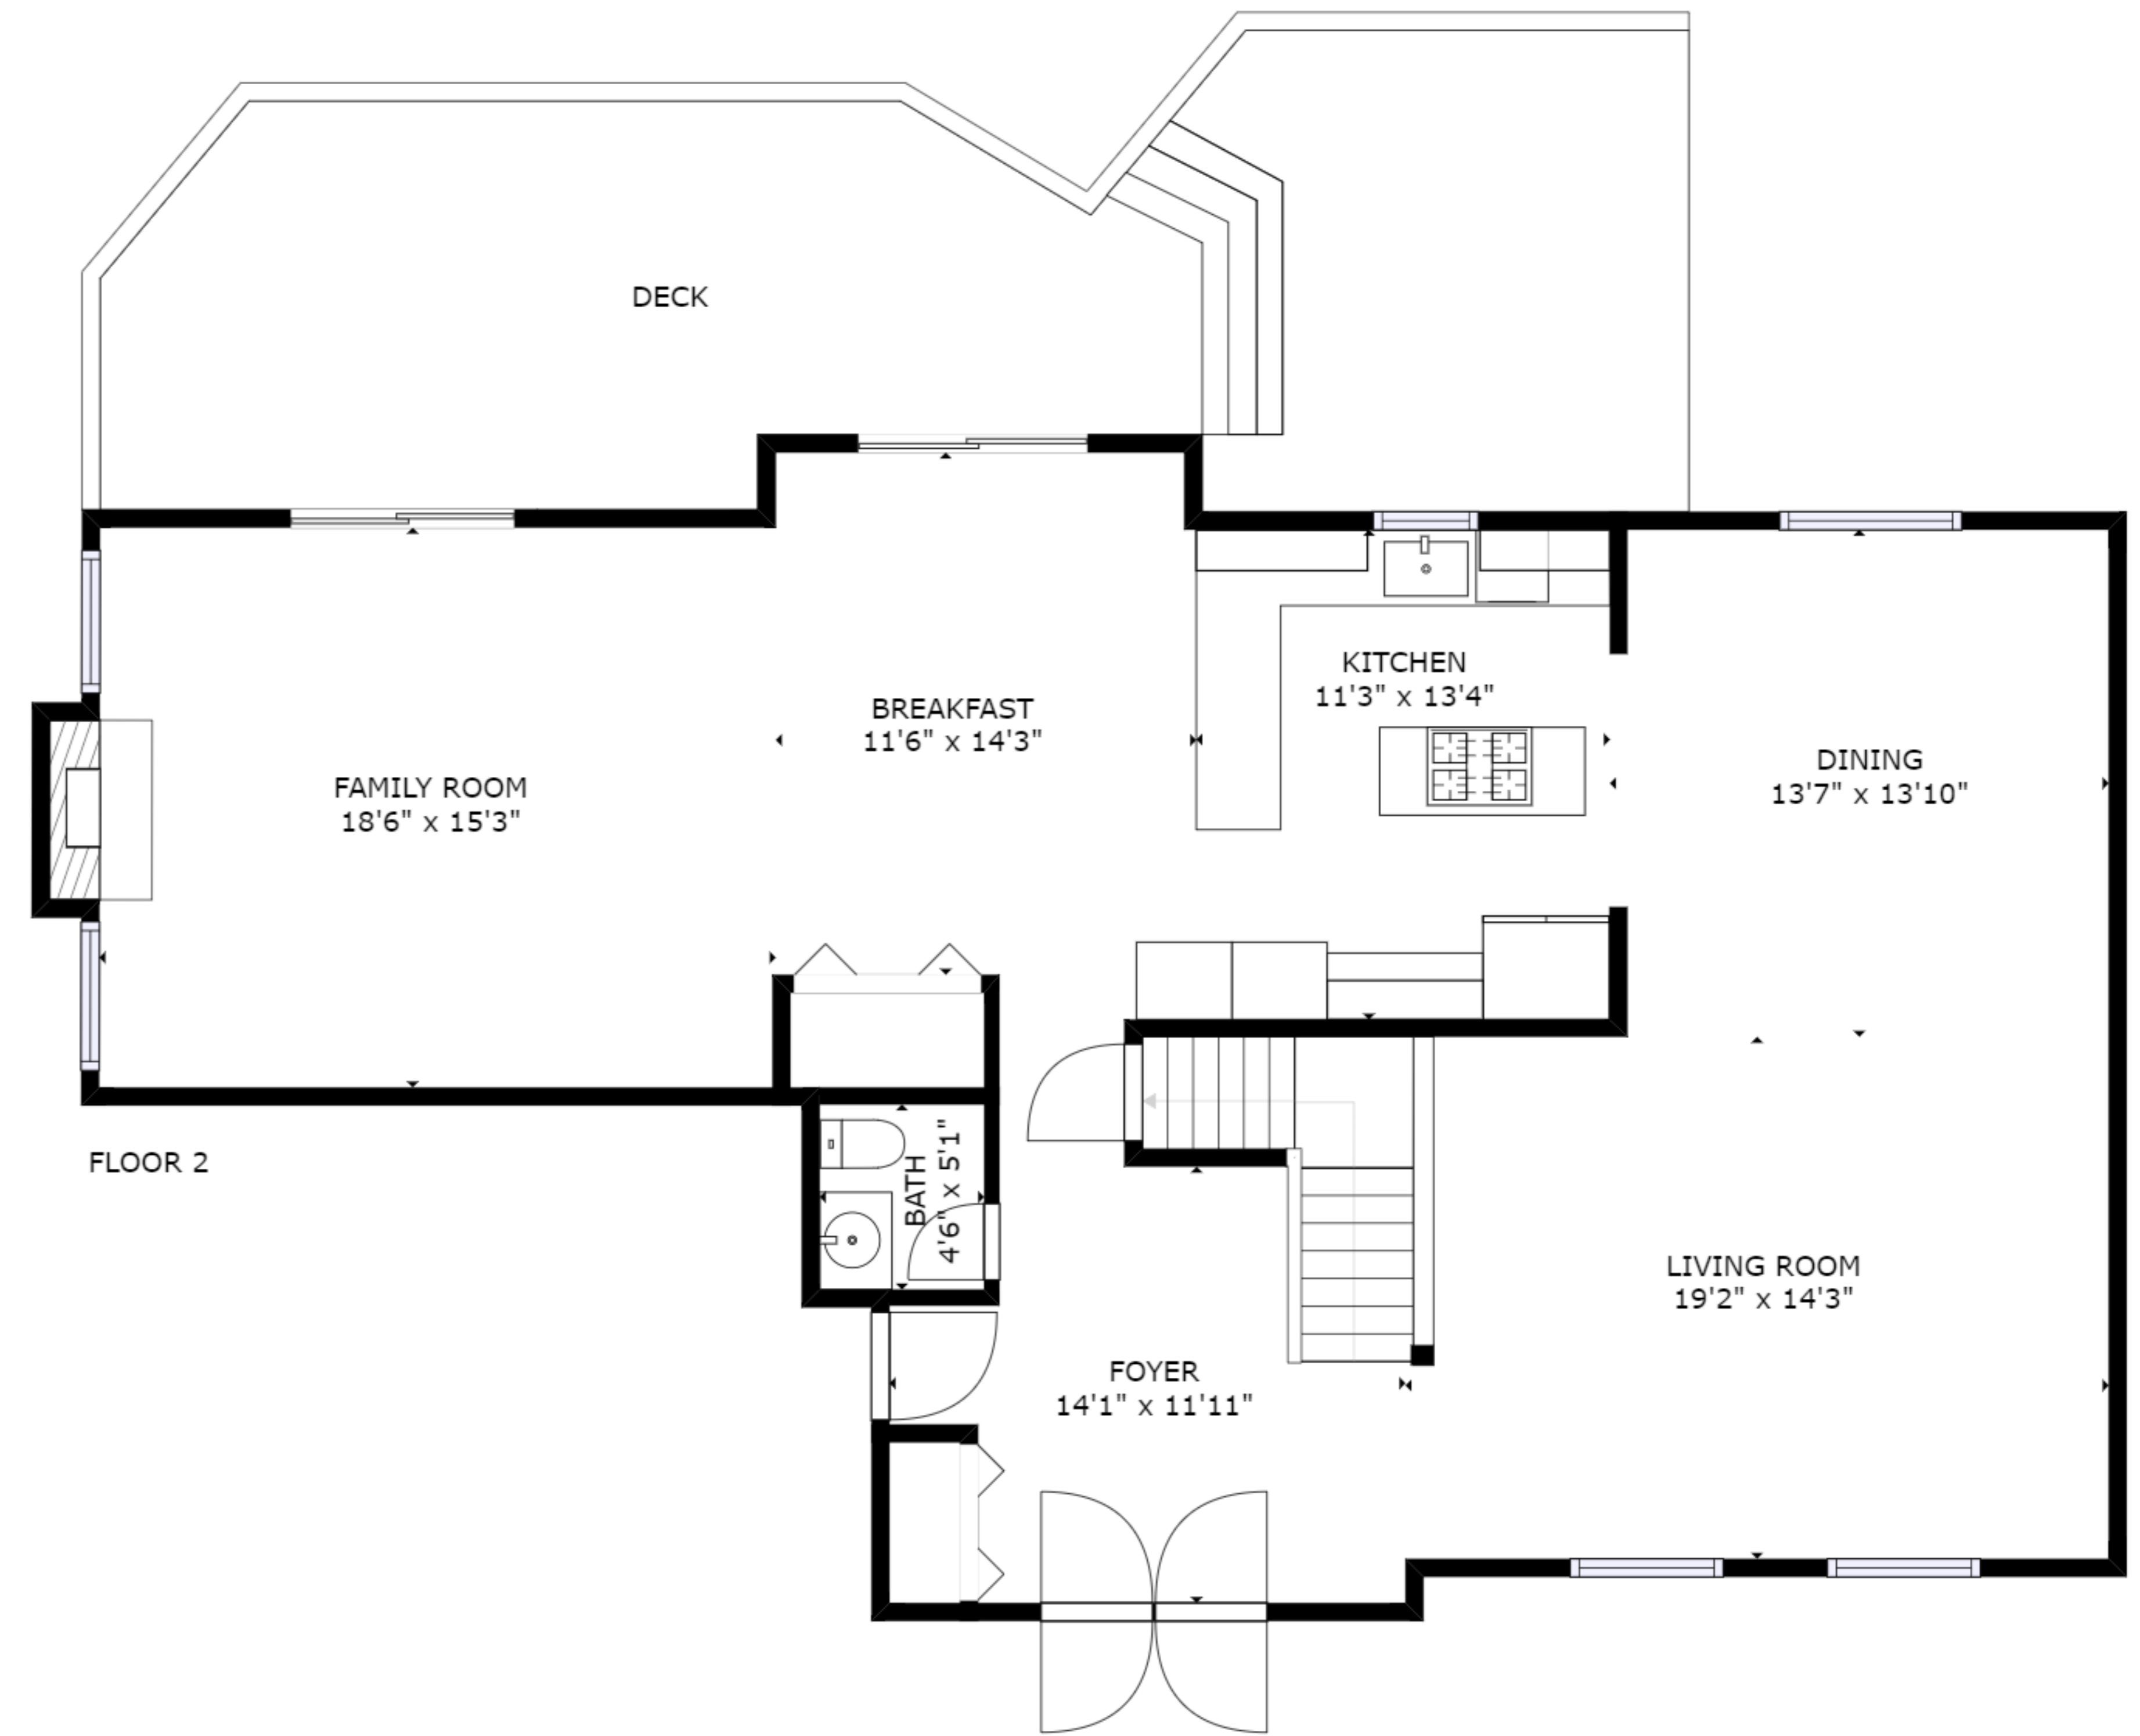 DECK
KITCHEN
11'3" x 13'4"
BREAKFAST
11'6" x 14'3"
DINING
13'7" x 13'10"
FAMILY ROOM
18'6" x 15'3"
FLOOR 2
BATH
4'6" x 5'1"
LIVING ROOM
19'2" x 14'3"
FOYER
14'1" x 11'11"